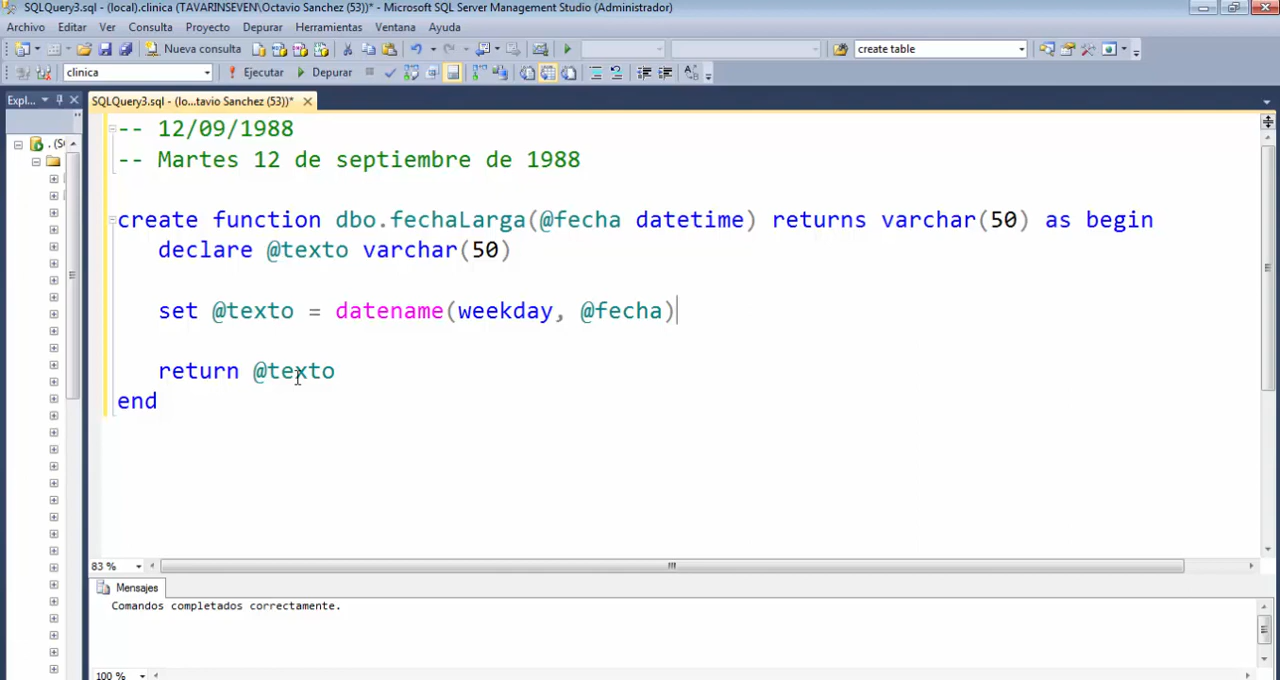 SQLQuery3.sql - (local).clinica (TAVARINSEVEN\Octavio Sanchez (53))* - Microsoft SQL Server Management Studio (Administrador)
Archivo Editar Ver Consulta Proyecto Depurar Herramientas Ventana Ayuda
Nueva consulta create table
clinica Ejecutar Depurar
Expl... SQLQuery3.sql - (lo...tavio Sanchez (53))*
-- 12/09/1988
-- Martes 12 de septiembre de 1988
create function dbo.fechaLarga(@fecha datetime) returns varchar(50) as begin
declare @texto varchar(50)
set @texto = datename(weekday, @fecha)
return @texto
end
83 %
Mensajes
Comandos completados correctamente.
100 %